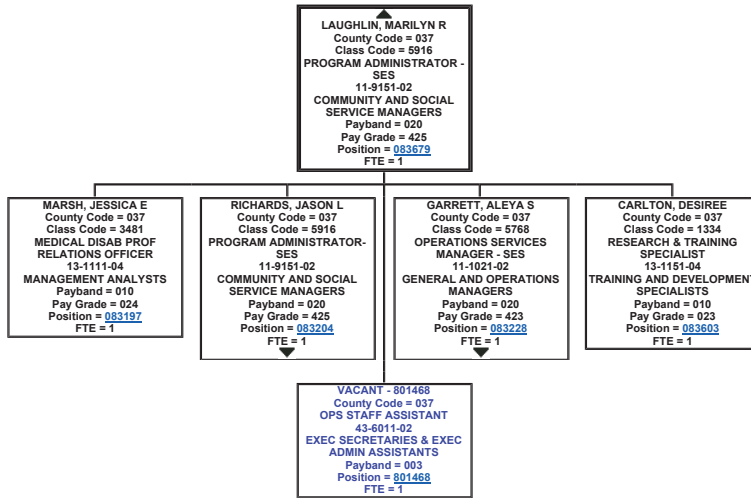 LAUGHLIN, MARILYN R
County Code = 037
Class Code = 5916
PROGRAM ADMINISTRATOR -
SES
11-9151-02
COMMUNITY AND SOCIAL
SERVICE MANAGERS
Payband = 020
Pay Grade = 425
Position = 083679
FTE = 1
MARSH, JESSICA E
County Code = 037
Class Code = 3481
MEDICAL DISAB PROF
RELATIONS OFFICER
13-1111-04
MANAGEMENT ANALYSTS
Payband = 010
Pay Grade = 024
Position = 083197
FTE = 1
RICHARDS, JASON L
County Code = 037
Class Code = 5916
PROGRAM ADMINISTRATOR-
SES
11-9151-02
COMMUNITY AND SOCIAL
SERVICE MANAGERS
Payband = 020
Pay Grade = 425
Position = 083204
FTE = 1
GARRETT, ALEYA S
County Code = 037
Class Code = 5768
OPERATIONS SERVICES
MANAGER - SES
11-1021-02
GENERAL AND OPERATIONS
MANAGERS
Payband = 020
Pay Grade = 423
Position = 083228
FTE = 1
CARLTON, DESIREE
County Code = 037
Class Code = 1334
RESEARCH & TRAINING
SPECIALIST
13-1151-04
TRAINING AND DEVELOPMENT
SPECIALISTS
Payband = 010
Pay Grade = 023
Position = 083603
FTE = 1
VACANT - 801468
County Code = 037
OPS STAFF ASSISTANT
43-6011-02
EXEC SECRETARIES & EXEC
ADMIN ASSISTANTS
Payband = 003
Position = 801468
FTE = 1